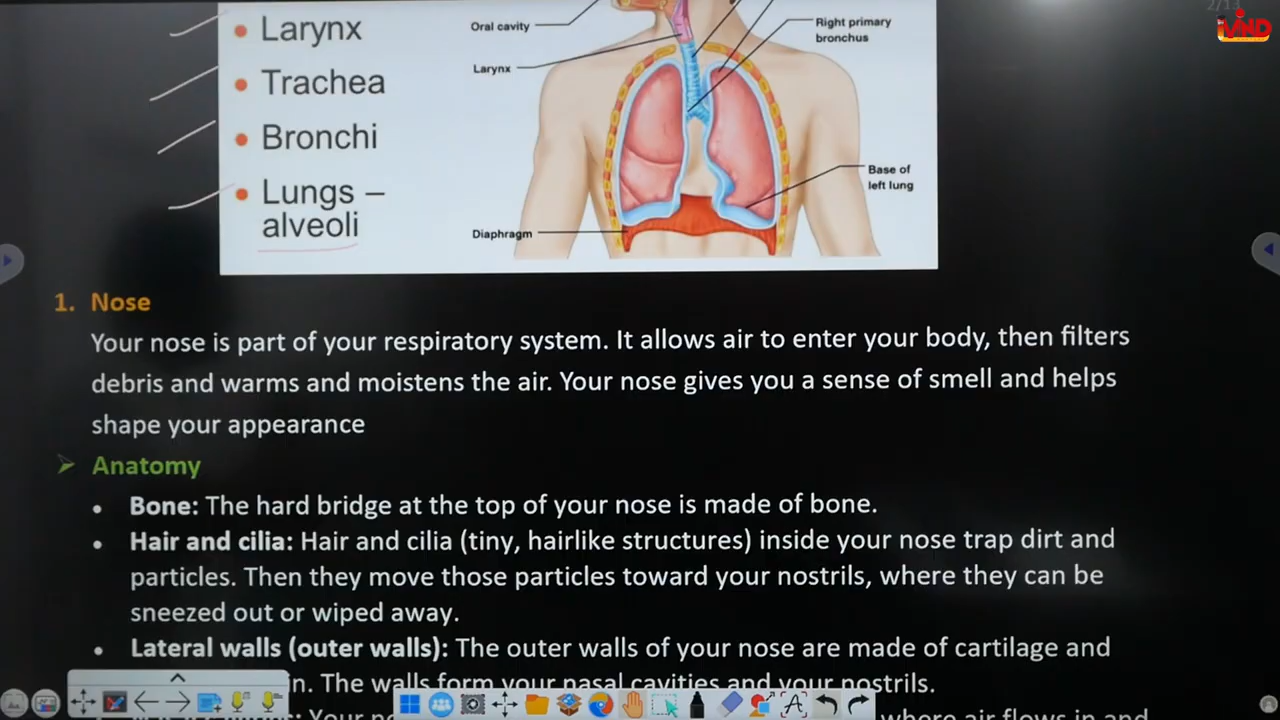 2/13
VND
• Larynx
• Trachea
• Bronchi
• Lungs –
alveoli
Oral cavity
Larynx
Right primary
bronchus
Base of
left lung
Diaphragm
1. Nose
Your nose is part of your respiratory system. It allows air to enter your body, then filters
debris and warms and moistens the air. Your nose gives you a sense of smell and helps
shape your appearance
➤ Anatomy
• Bone: The hard bridge at the top of your nose is made of bone.
• Hair and cilia: Hair and cilia (tiny, hairlike structures) inside your nose trap dirt and
particles. Then they move those particles toward your nostrils, where they can be
sneezed out or wiped away.
• Lateral walls (outer walls): The outer walls of your nose are made of cartilage and
in. The walls form your nasal cavities and your nostrils.
Your where air flows in and